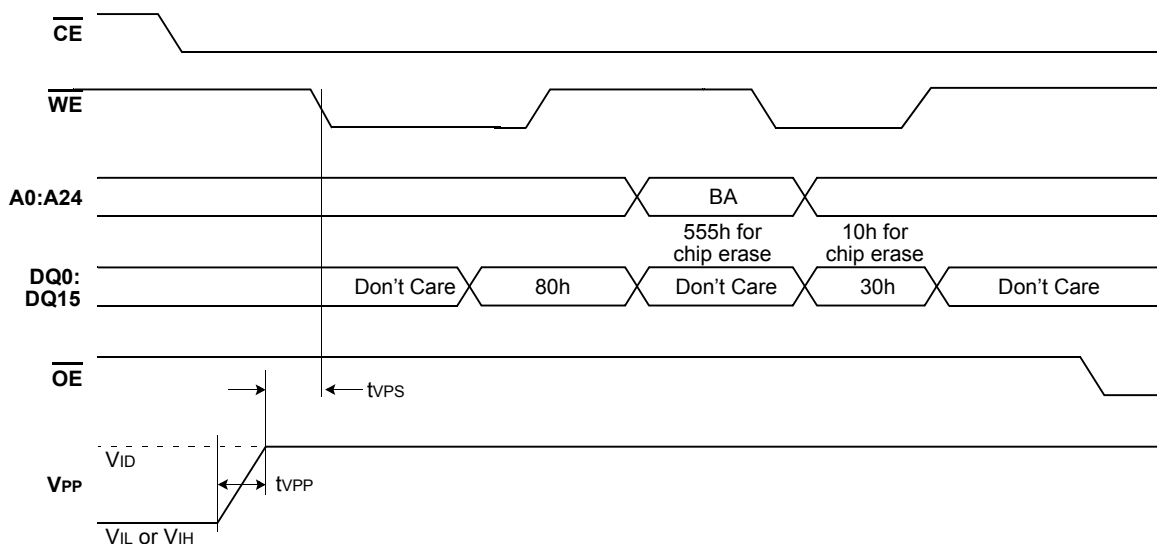 CE
WE
A0:A24
BA
555h for
chip erase
10h for
chip erase
DQ0:
DQ15
Don't Care
80h
Don't Care
30h
Don't Care
OE
tVPS
VID
VPP
tVPP
VIL or VIH